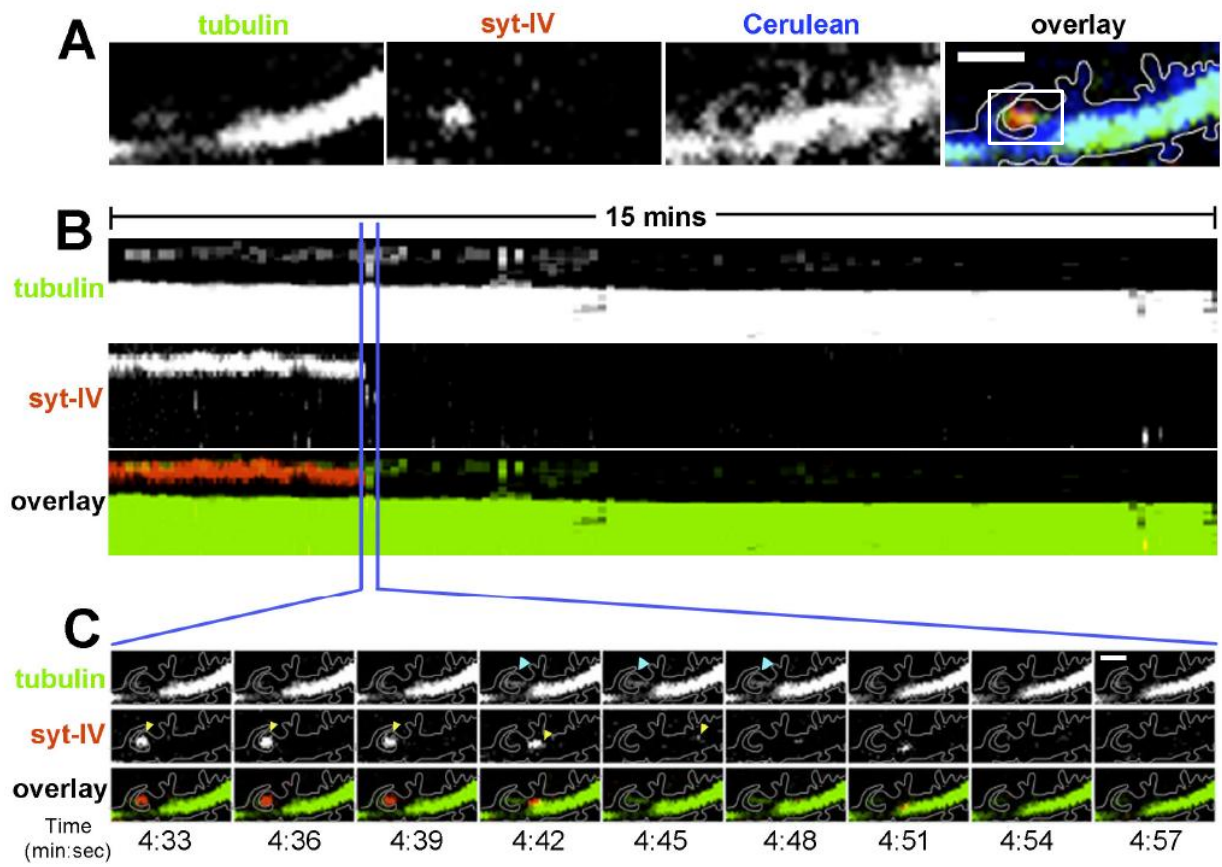 A
tubulin syt-IV Cerulean overlay
B
15 mins
tubulin
syt-IV
overlay
C
tubulin
syt-IV
overlay
Time
(min:sec)
4:33 4:36 4:39 4:42 4:45 4:48 4:51 4:54 4:57